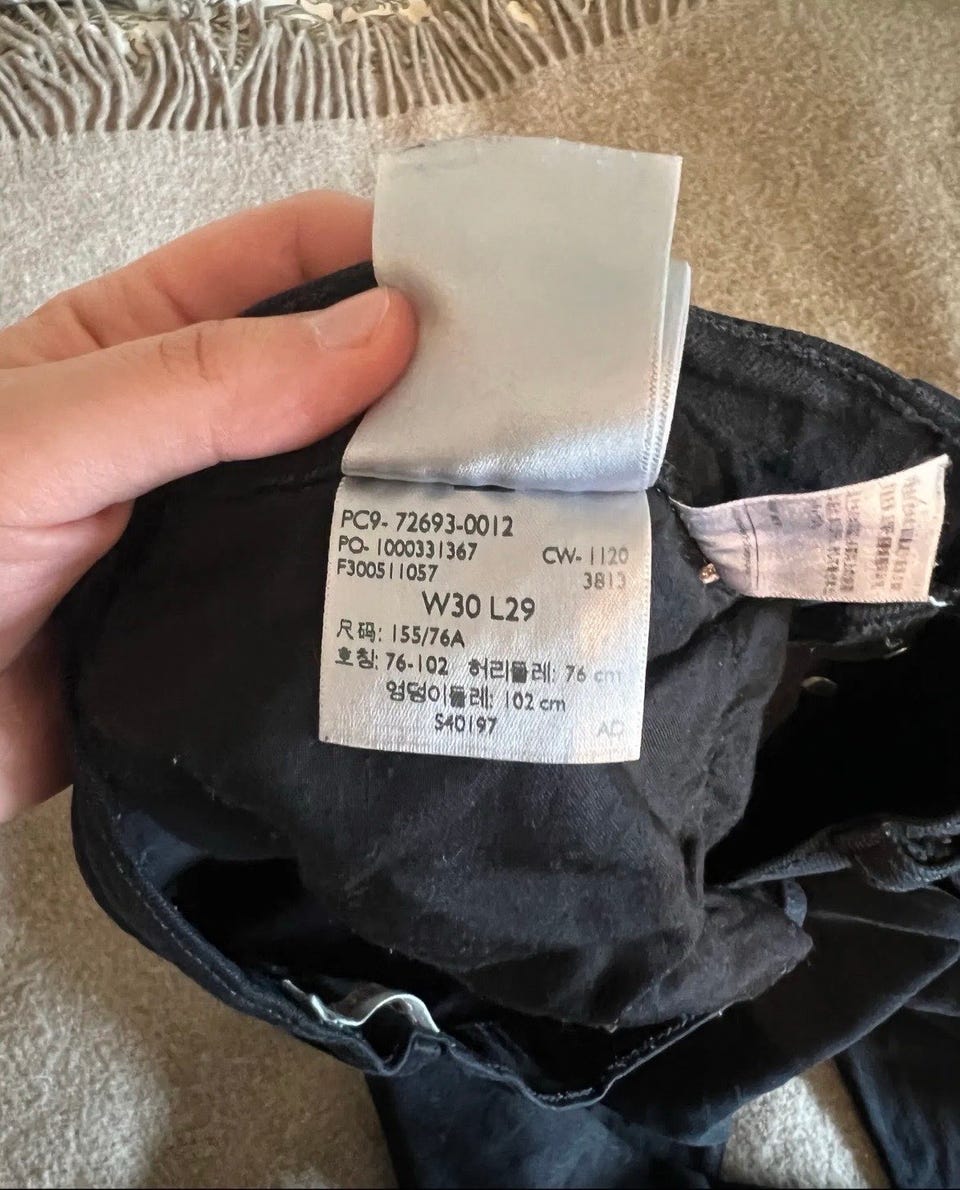 PC9- 72693-0012
PO- 1000331367 CW- 1120
F300511057 3813
W30 L29
尺码: 155/76A
호칭: 76-102 허리둘레: 76 cm
엉덩이둘레: 102 cm
S40197 AD